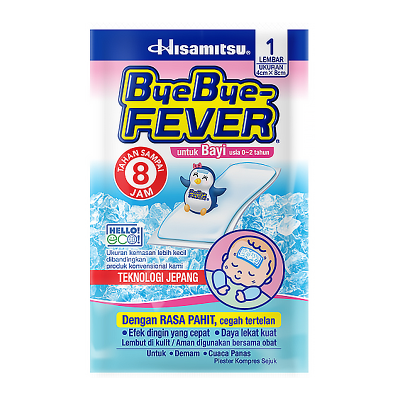 HISAMITSU®
1
LEMBAR
UKURAN
4cm x 8cm
ByeBye-
FEVER®
untuk Bayi usia 0-2 tahun
TAHAN SAMPAI
8
JAM
ByeBye
FEVER
HELLO!
eco!
Ukuran kemasan lebih kecil
dibandingkan
produk konvensional kami
TEKNOLOGI JEPANG
Dengan RASA PAHIT, cegah tertelan
• Efek dingin yang cepat • Daya lekat kuat
Lembut di kulit / Aman digunakan bersama obat
Untuk • Demam • Cuaca Panas
Plester Kompres Sejuk